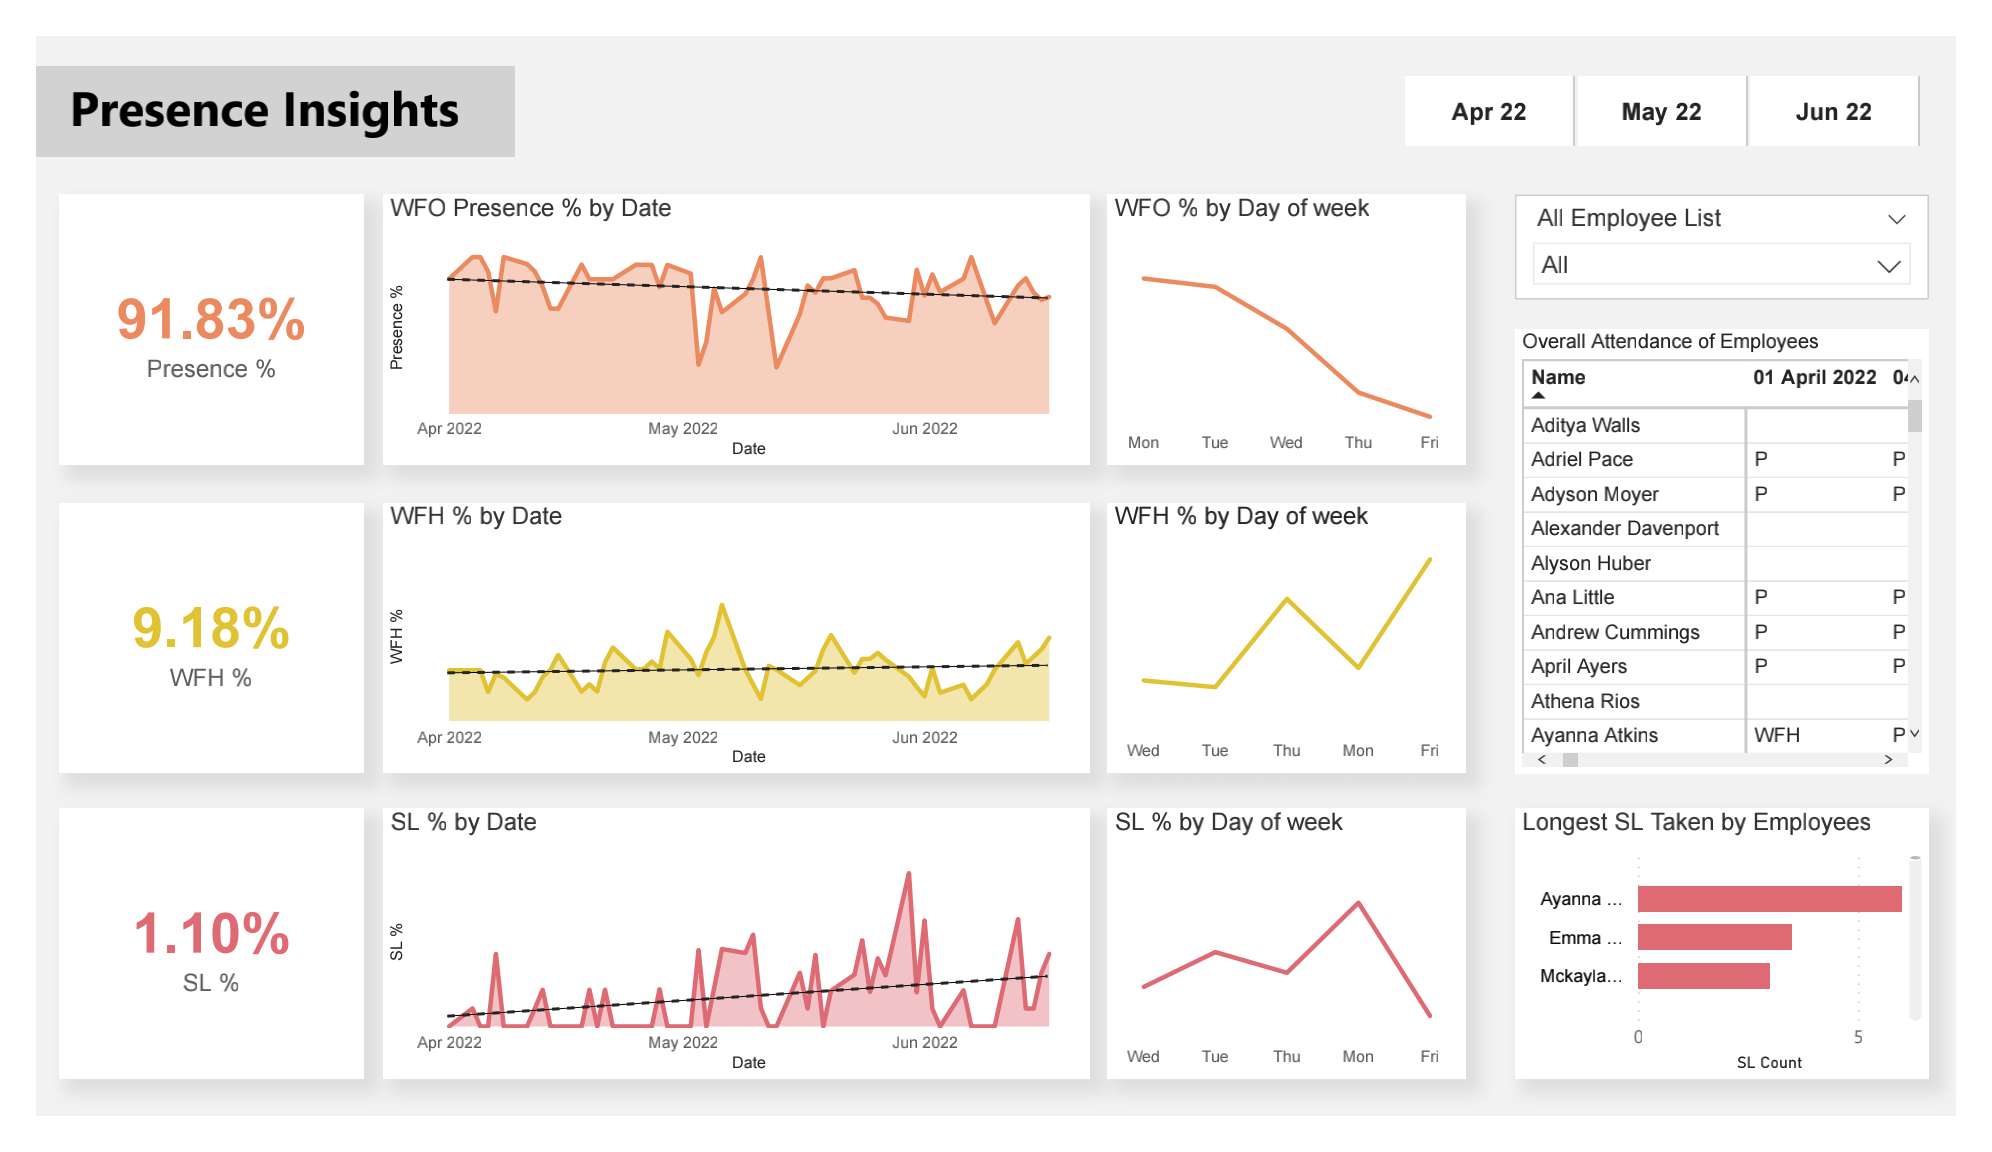 Presence Insights
Apr 22
May 22
Jun 22
91.83%
Presence %
WFO Presence % by Date
Presence %
Apr 2022
May 2022
Jun 2022
Date
WFO % by Day of week
Mon
Tue
Wed
Thu
Fri
All Employee List
All
9.18%
WFH %
WFH % by Date
WFH %
Apr 2022
May 2022
Jun 2022
Date
WFH % by Day of week
Wed
Tue
Thu
Mon
Fri
Overall Attendance of Employees
Name 01 April 2022 04
Aditya Walls
Adriel Pace P P
Adyson Moyer P P
Alexander Davenport
Alyson Huber
Ana Little P P
Andrew Cummings P P
April Ayers P P
Athena Rios
Ayanna Atkins WFH P
1.10%
SL %
SL % by Date
SL %
Apr 2022
May 2022
Jun 2022
Date
SL % by Day of week
Wed
Tue
Thu
Mon
Fri
Longest SL Taken by Employees
Ayanna ...
Emma ...
Mckayla...
0
5
SL Count